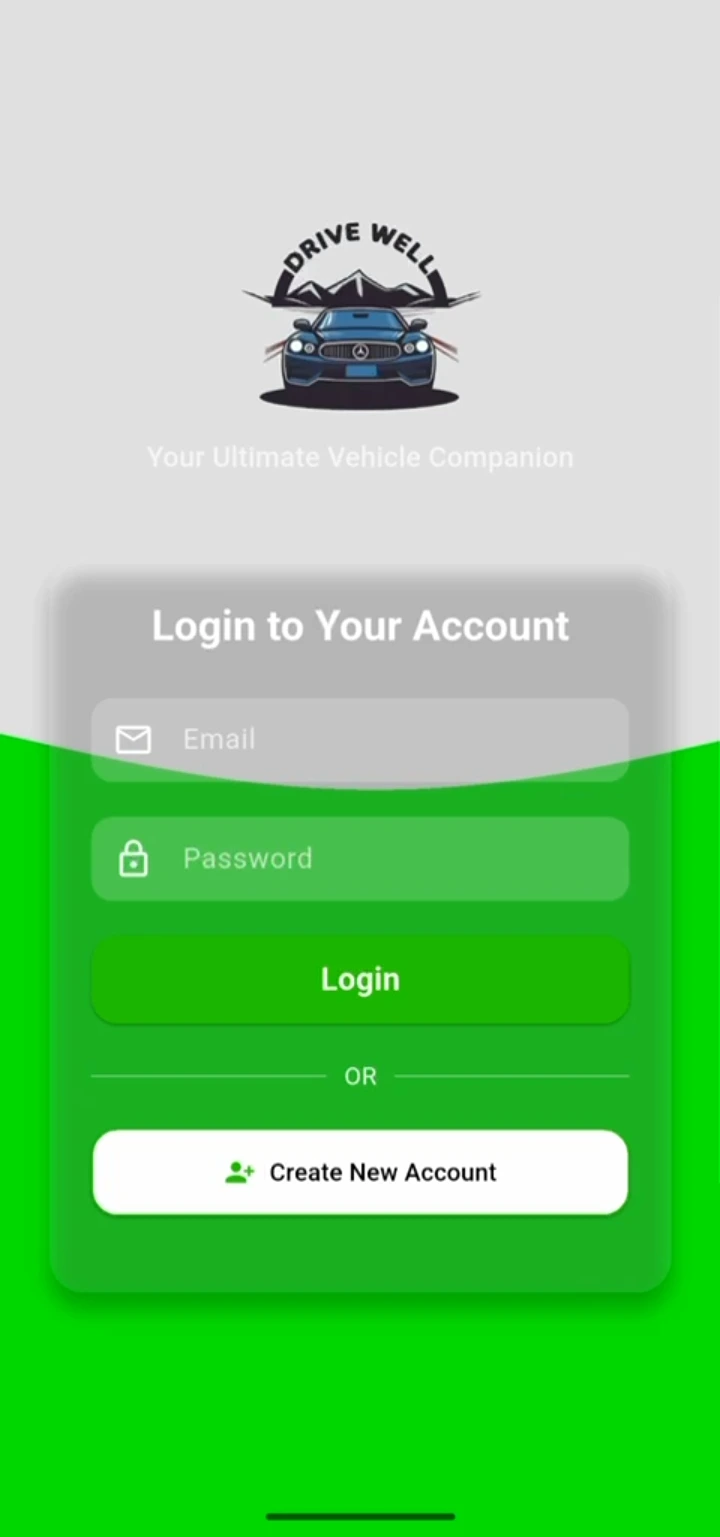 DRIVE WELL
Your Ultimate Vehicle Companion
Login to Your Account
Email
Password
Login
OR
Create New Account